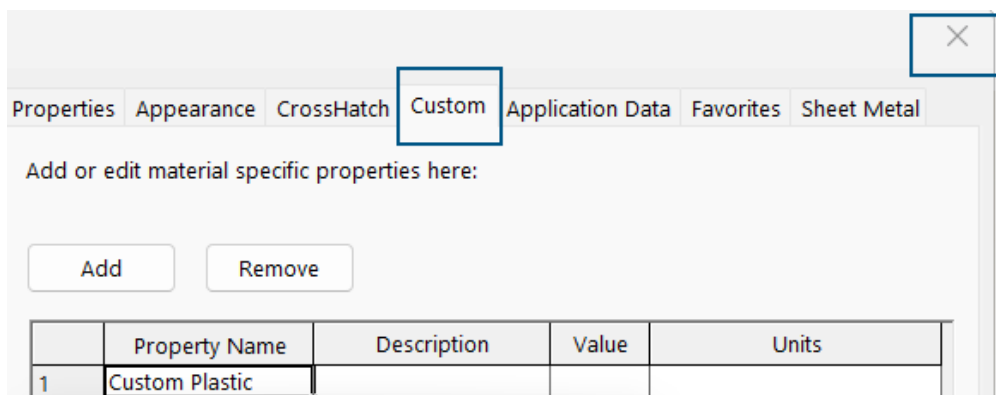 Properties Appearance CrossHatch Custom Application Data Favorites Sheet Metal
Add or edit material specific properties here:
Add Remove
Property Name Description Value Units
1 Custom Plastic